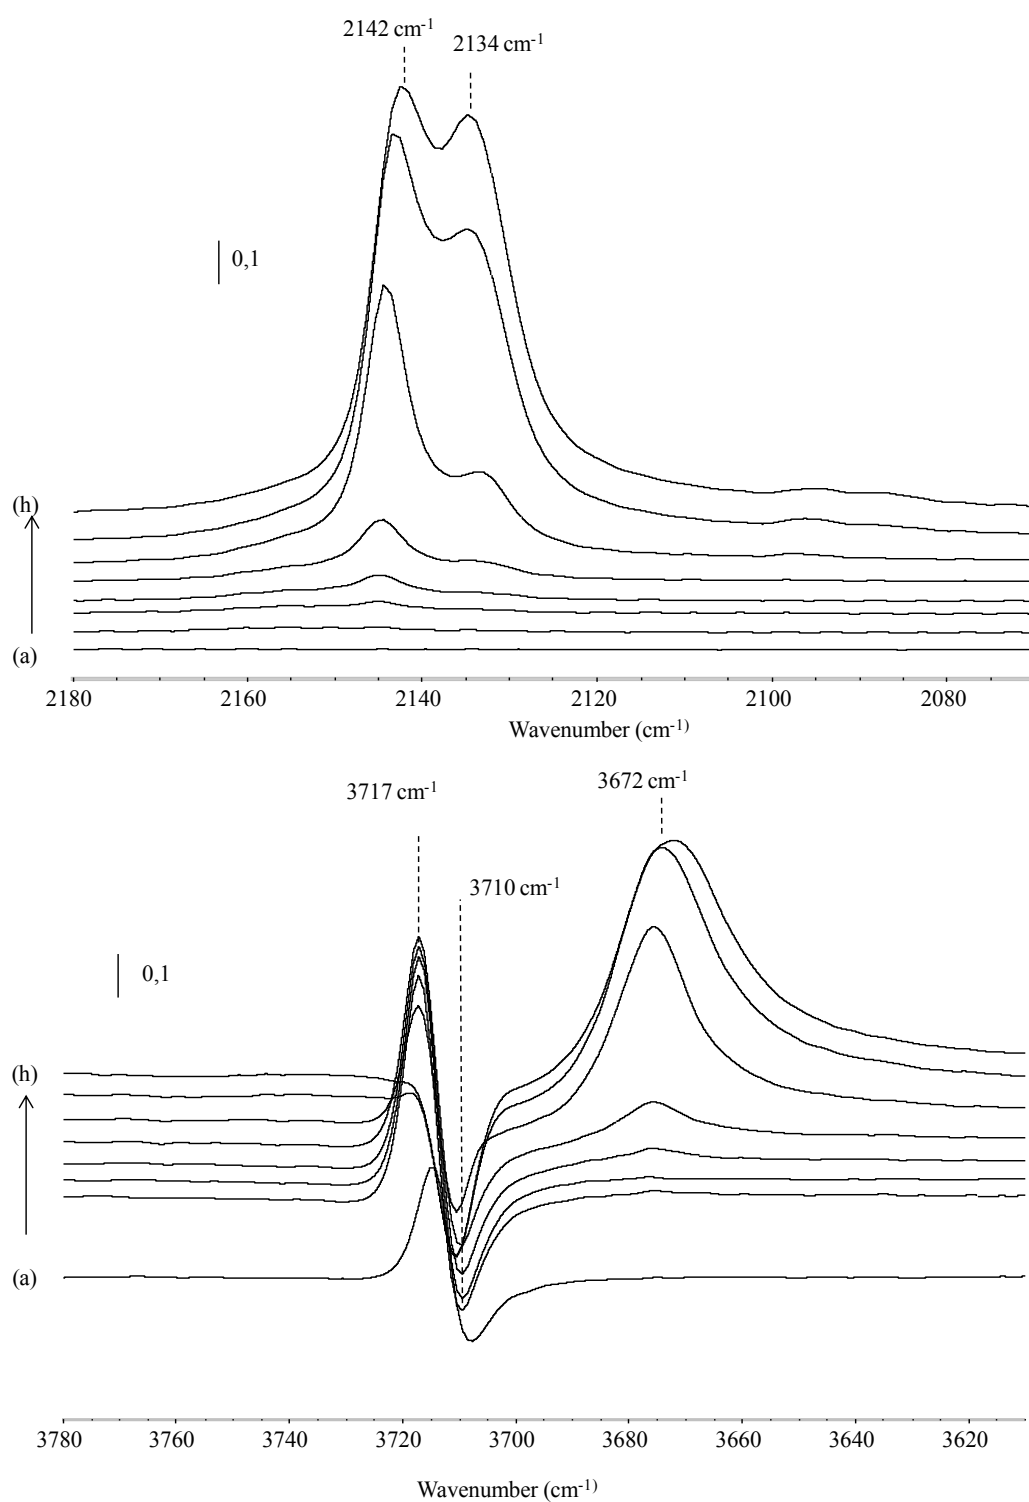 2142 cm-1
2134 cm-1
0,1
(h)
(a)
2180 2160 2140 2120 2100 2080
Wavenumber (cm-1)
3717 cm-1
3672 cm-1
3710 cm-1
0,1
(h)
(a)
3780 3760 3740 3720 3700 3680 3660 3640 3620
Wavenumber (cm-1)